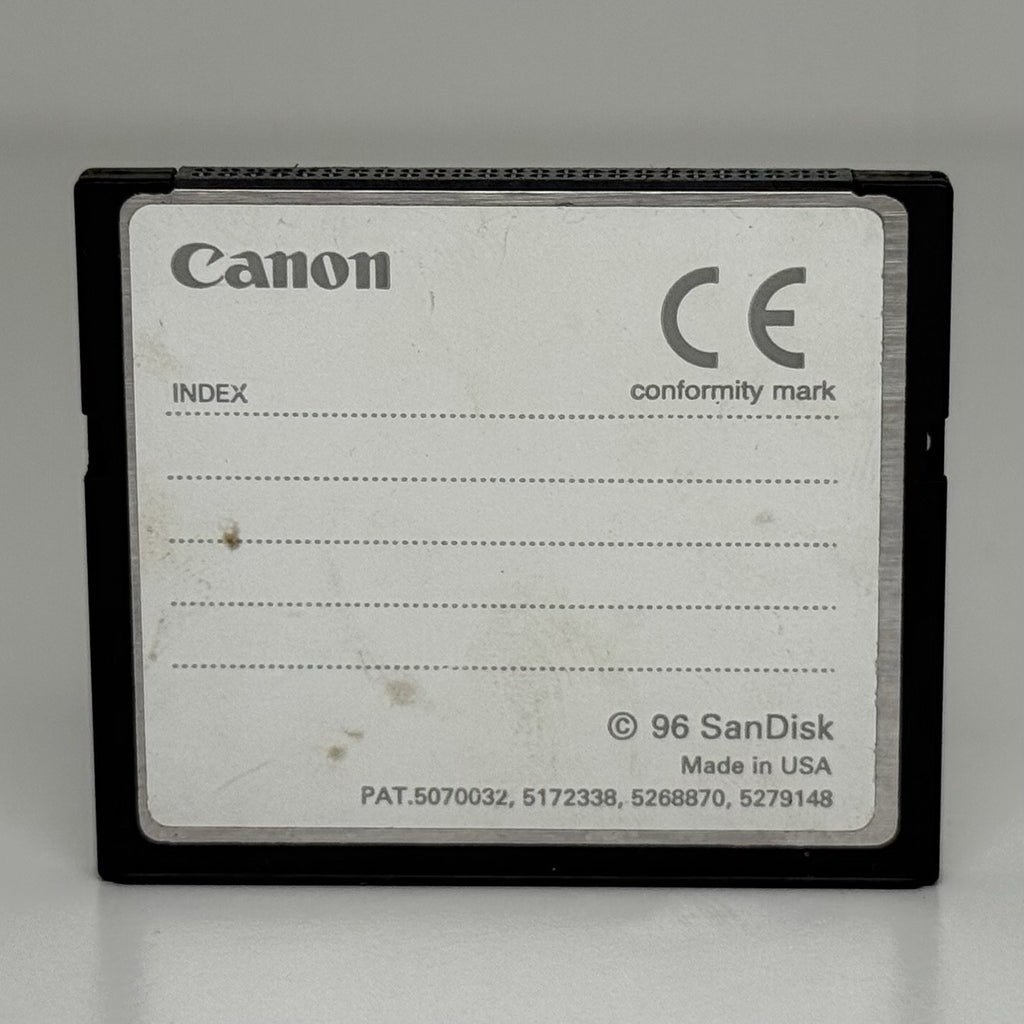 Canon
CE
INDEX
conformity mark
© 96 SanDisk
Made in USA
PAT.5070032, 5172338, 5268870, 5279148